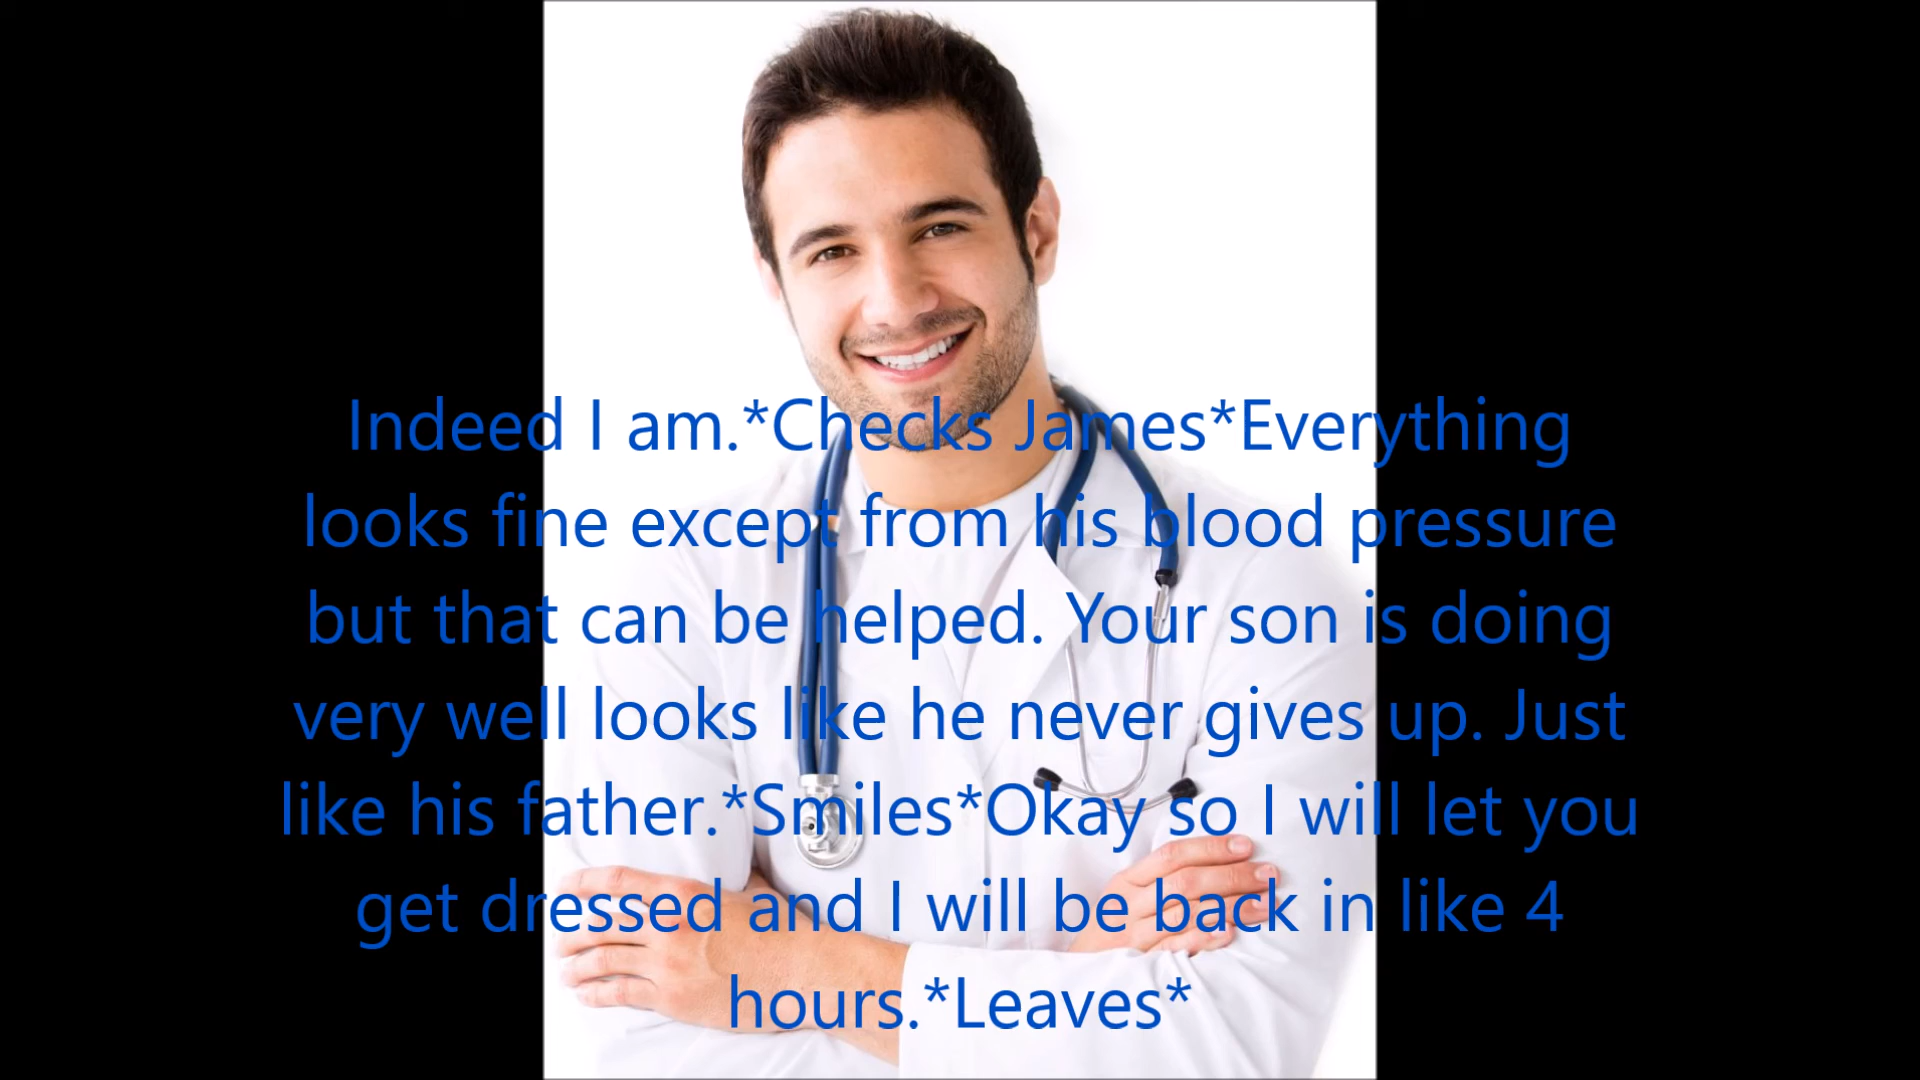 Indeed I am.*Checks James*Everything
looks fine except from his blood pressure
but that can be helped. Your son is doing
very well looks like he never gives up. Just
like his father.*Smiles*Okay so I will let you
get dressed and I will be back in like 4
hours.*Leaves*